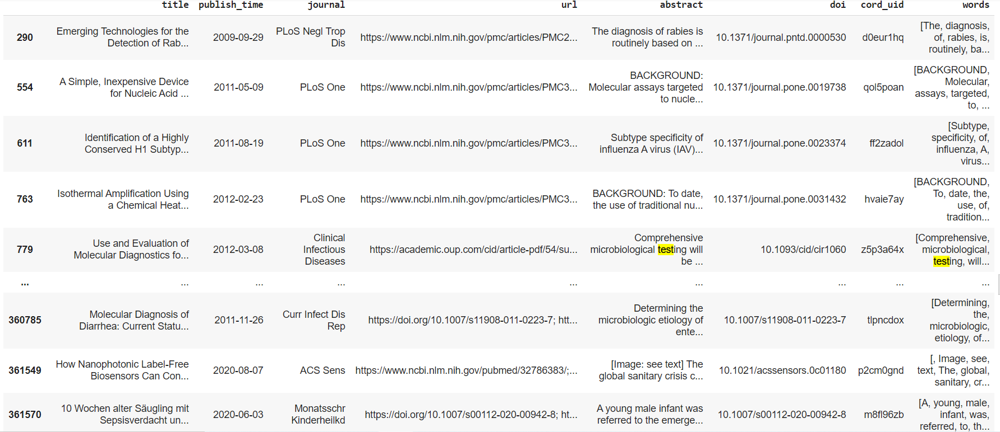 title publish_time journal url abstract doi cord_uid words
290 Emerging Technologies for the Detection of Rab... 2009-09-29 PLoS Negl Trop Dis https://www.ncbi.nlm.nih.gov/pmc/articles/PMC2... The diagnosis of rabies is routinely based on ... 10.1371/journal.pntd.0000530 d0eur1hq [The, diagnosis, of, rabies, is, routinely, ba...
554 A Simple, Inexpensive Device for Nucleic Acid ... 2011-05-09 PLoS One https://www.ncbi.nlm.nih.gov/pmc/articles/PMC3... BACKGROUND: Molecular assays targeted to nucle... 10.1371/journal.pone.0019738 qol5poan [BACKGROUND, Molecular, assays, targeted, to, ...
611 Identification of a Highly Conserved H1 Subtyp... 2011-08-19 PLoS One https://www.ncbi.nlm.nih.gov/pmc/articles/PMC3... Subtype specificity of influenza A virus (IAV)... 10.1371/journal.pone.0023374 ff2zadol [Subtype, specificity, of, influenza, A, virus...
763 Isothermal Amplification Using a Chemical Heat... 2012-02-23 PLoS One https://www.ncbi.nlm.nih.gov/pmc/articles/PMC3... BACKGROUND: To date, the use of traditional nu... 10.1371/journal.pone.0031432 hvaie7ay [BACKGROUND, To, date, the, use, of, tradition...
779 Use and Evaluation of Molecular Diagnostics fo... 2012-03-08 Clinical Infectious Diseases https://academic.oup.com/cid/article-pdf/54/su... Comprehensive microbiological testing will be ... 10.1093/cid/cir1060 z5p3a64x [Comprehensive, microbiological, testing, will...
... ... ... ... ... ... ... ... ...
360785 Molecular Diagnosis of Diarrhea: Current Statu... 2011-11-26 Curr Infect Dis Rep https://doi.org/10.1007/s11908-011-0223-7; htt... Determining the microbiologic etiology of ente... 10.1007/s11908-011-0223-7 tlpncdox [Determining, the, microbiologic, etiology, of...
361549 How Nanophotonic Label-Free Biosensors Can Con... 2020-08-07 ACS Sens https://www.ncbi.nlm.nih.gov/pubmed/32786383/;... [Image: see text] The global sanitary crisis c... 10.1021/acssensors.0c01180 p2cm0gnd [, Image, see, text, The, global, sanitary, cr...
361570 10 Wochen alter Säugling mit Sepsisverdacht un... 2020-06-03 Monatsschr Kinderheilkd https://doi.org/10.1007/s00112-020-00942-8; ht... A young male infant was referred to the emerge... 10.1007/s00112-020-00942-8 m8fl96zb [A, young, male, infant, was, referred, to, th...